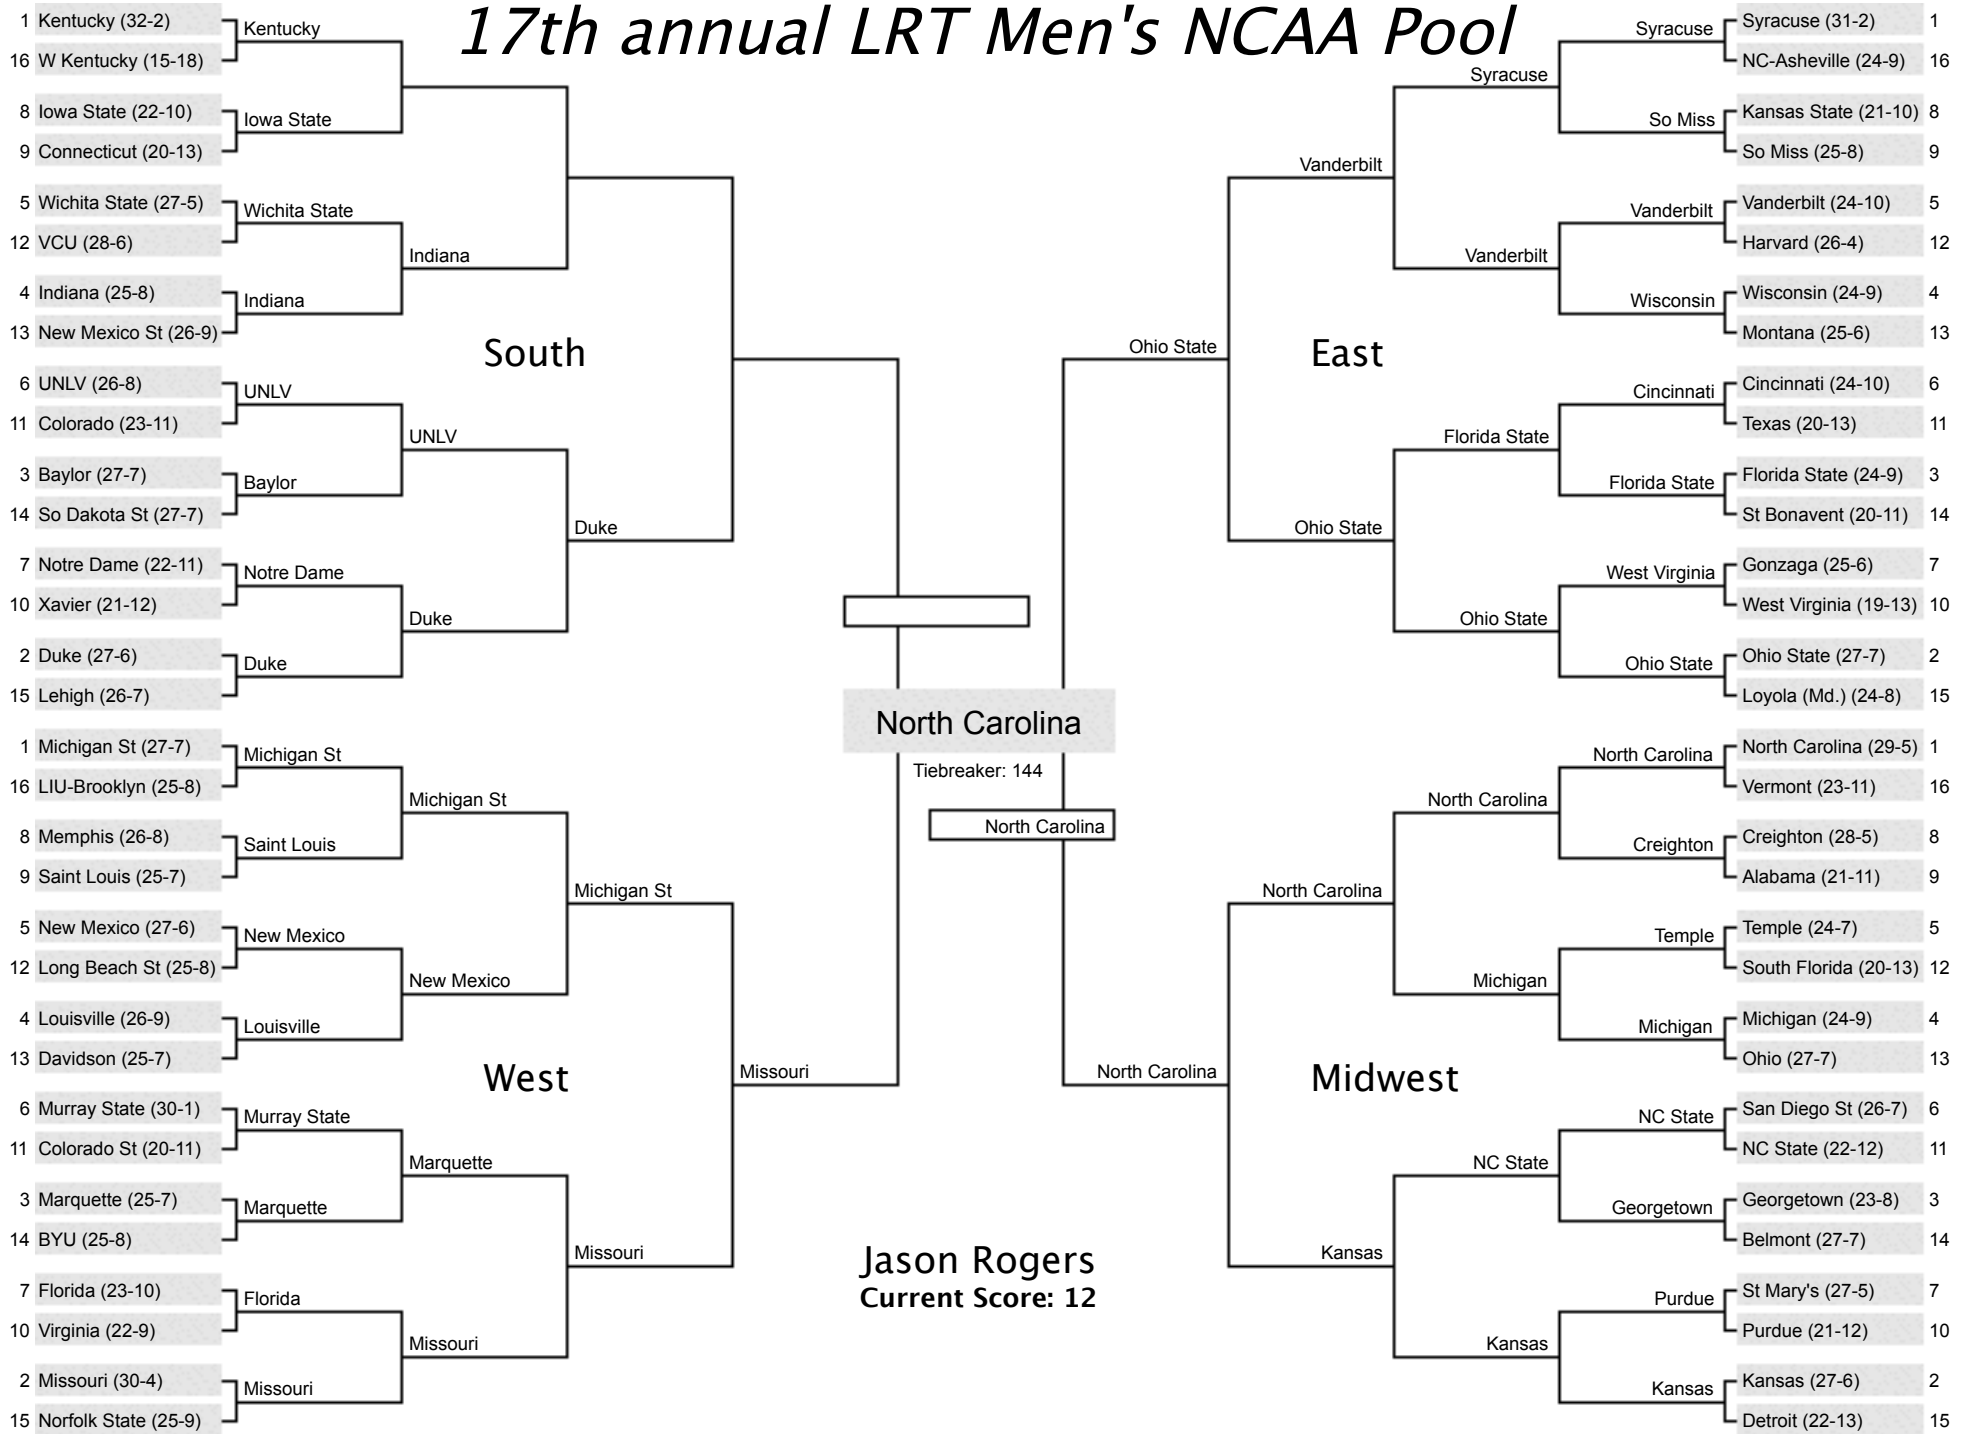 17th annual LRT Men's NCAA Pool
1 Kentucky (32-2)
16 W Kentucky (15-18)
8 Iowa State (22-10)
9 Connecticut (20-13)
5 Wichita State (27-5)
12 VCU (28-6)
4 Indiana (25-8)
13 New Mexico St (26-9)
6 UNLV (26-8)
11 Colorado (23-11)
3 Baylor (27-7)
14 So Dakota St (27-7)
7 Notre Dame (22-11)
10 Xavier (21-12)
2 Duke (27-6)
15 Lehigh (26-7)
Kentucky
Iowa State
Wichita State
Indiana
UNLV
Baylor
Notre Dame
Duke
Indiana
UNLV
Duke
Duke
South
1 Michigan St (27-7)
16 LIU-Brooklyn (25-8)
8 Memphis (26-8)
9 Saint Louis (25-7)
5 New Mexico (27-6)
12 Long Beach St (25-8)
4 Louisville (26-9)
13 Davidson (25-7)
6 Murray State (30-1)
11 Colorado St (20-11)
3 Marquette (25-7)
14 BYU (25-8)
7 Florida (23-10)
10 Virginia (22-9)
2 Missouri (30-4)
15 Norfolk State (25-9)
Michigan St
Saint Louis
New Mexico
Louisville
Murray State
Marquette
Florida
Missouri
Michigan St
New Mexico
Marquette
Missouri
Michigan St
Missouri
Missouri
West
North Carolina
Tiebreaker: 144
North Carolina
Jason Rogers
Current Score: 12
East
Ohio State
Vanderbilt
Ohio State
Syracuse
Vanderbilt
Florida State
Ohio State
Syracuse
So Miss
Vanderbilt
Wisconsin
Cincinnati
Florida State
West Virginia
Ohio State
Syracuse (31-2) 1
NC-Asheville (24-9) 16
Kansas State (21-10) 8
So Miss (25-8) 9
Vanderbilt (24-10) 5
Harvard (26-4) 12
Wisconsin (24-9) 4
Montana (25-6) 13
Cincinnati (24-10) 6
Texas (20-13) 11
Florida State (24-9) 3
St Bonavent (20-11) 14
Gonzaga (25-6) 7
West Virginia (19-13) 10
Ohio State (27-7) 2
Loyola (Md.) (24-8) 15
Midwest
North Carolina
North Carolina
Kansas
North Carolina
Michigan
NC State
Kansas
North Carolina
Creighton
Temple
Michigan
NC State
Georgetown
Purdue
Kansas
North Carolina (29-5) 1
Vermont (23-11) 16
Creighton (28-5) 8
Alabama (21-11) 9
Temple (24-7) 5
South Florida (20-13) 12
Michigan (24-9) 4
Ohio (27-7) 13
San Diego St (26-7) 6
NC State (22-12) 11
Georgetown (23-8) 3
Belmont (27-7) 14
St Mary's (27-5) 7
Purdue (21-12) 10
Kansas (27-6) 2
Detroit (22-13) 15